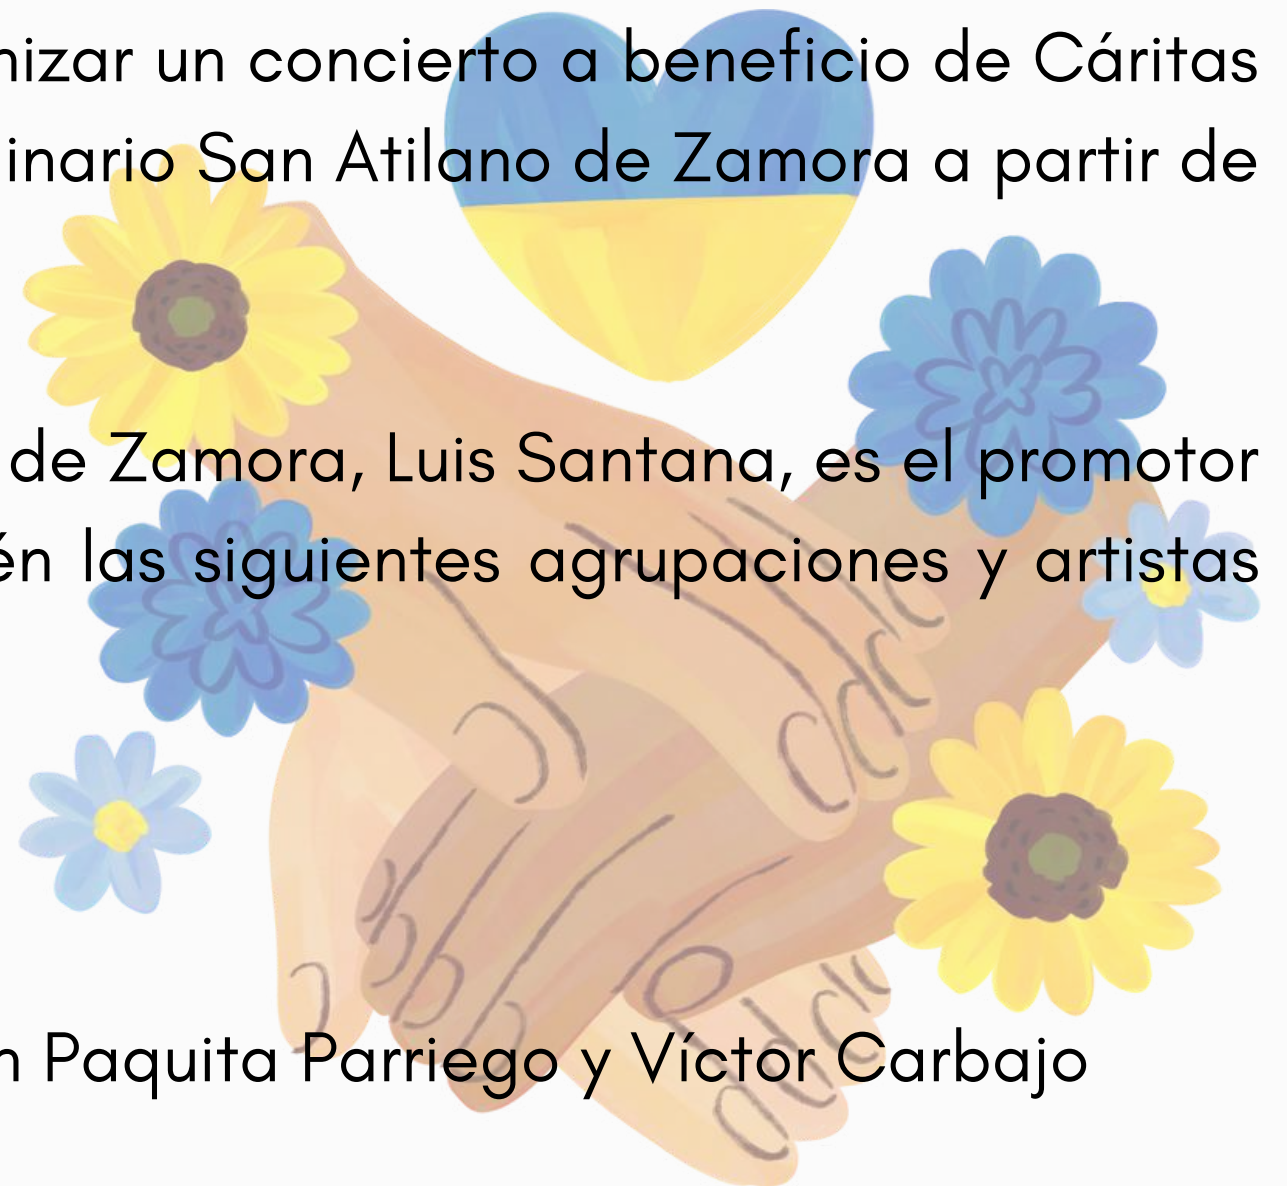 nizar un concierto a beneficio de Cáritas
inario San Atilano de Zamora a partir de
de Zamora, Luis Santana, es el promotor
én las siguientes agrupaciones y artistas
n Paquita Parriego y Víctor Carbajo